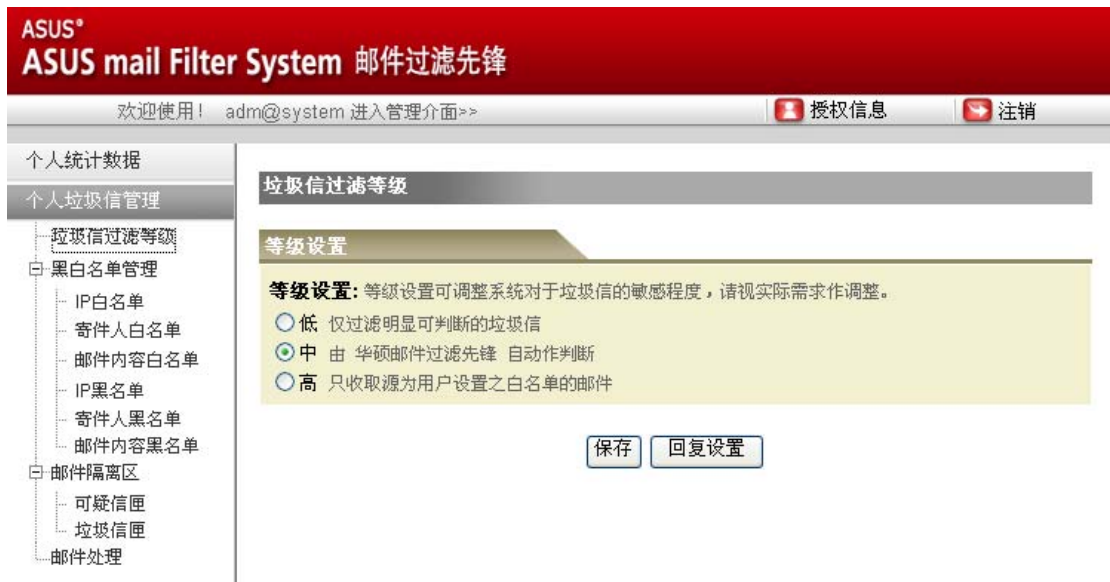 ASUS®
ASUS mail Filter System 邮件过滤先锋
欢迎使用! adm@system 进入管理介面>> 授权信息 注销
个人统计数据
个人垃圾信管理
垃圾信过滤等级
黑白名单管理
IP白名单
寄件人白名单
邮件内容白名单
IP黑名单
寄件人黑名单
邮件内容黑名单
邮件隔离区
可疑信匣
垃圾信匣
邮件处理
垃圾信过滤等级
等级设置
等级设置: 等级设置可调整系统对于垃圾信的敏感程度,请视实际需求作调整。
低 仅过滤明显可判断的垃圾信
中 由 华硕邮件过滤先锋 自动作判断
高 只收取源为用户设置之白名单的邮件
保存 回复设置